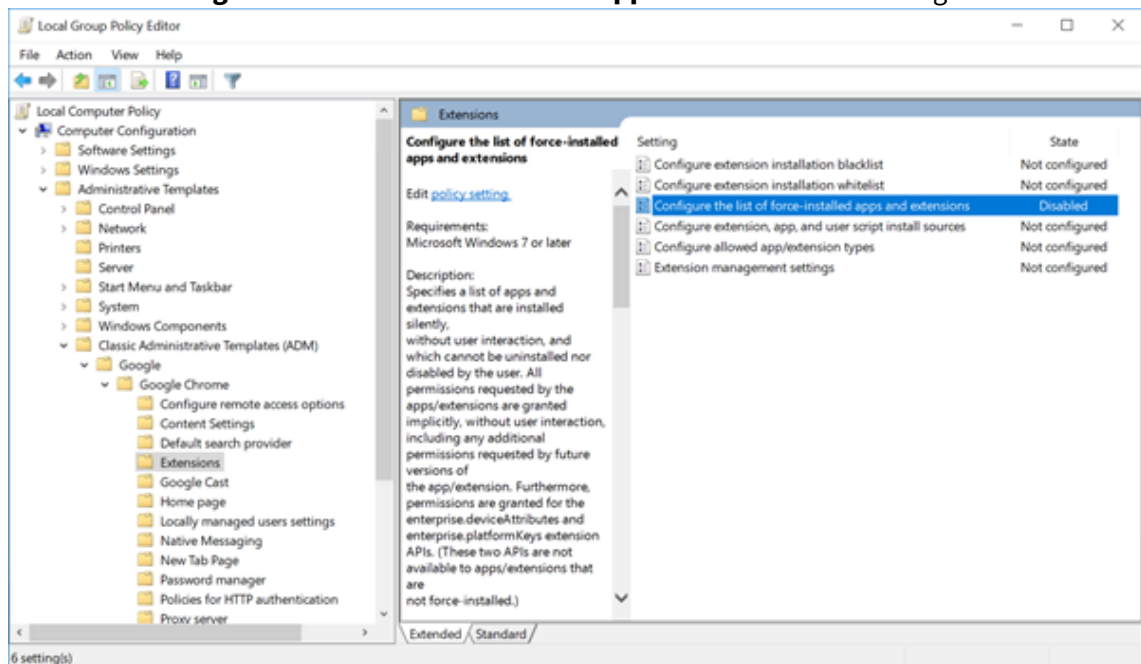 Local Group Policy Editor
File Action View Help
Local Computer Policy
Computer Configuration
Software Settings
Windows Settings
Administrative Templates
Control Panel
Network
Printers
Server
Start Menu and Taskbar
System
Windows Components
Classic Administrative Templates (ADM)
Google
Google Chrome
Configure remote access options
Content Settings
Default search provider
Extensions
Google Cast
Home page
Locally managed users settings
Native Messaging
New Tab Page
Password manager
Policies for HTTP authentication
Proxy server
Extensions
Configure the list of force-installed
apps and extensions
Edit policy setting.
Requirements:
Microsoft Windows 7 or later
Description:
Specifies a list of apps and
extensions that are installed
silently,
without user interaction, and
which cannot be uninstalled nor
disabled by the user. All
permissions requested by the
apps/extensions are granted
implicitly, without user interaction,
including any additional
permissions requested by future
versions of
the app/extension. Furthermore,
permissions are granted for the
enterprise.deviceAttributes and
enterprise.platformKeys extension
APIs. (These two APIs are not
available to apps/extensions that
are
not force-installed.)
Setting State
Configure extension installation blacklist Not configured
Configure extension installation whitelist Not configured
Configure the list of force-installed apps and extensions Disabled
Configure extension, app, and user script install sources Not configured
Configure allowed app/extension types Not configured
Extension management settings Not configured
Extended Standard
6 setting(s)